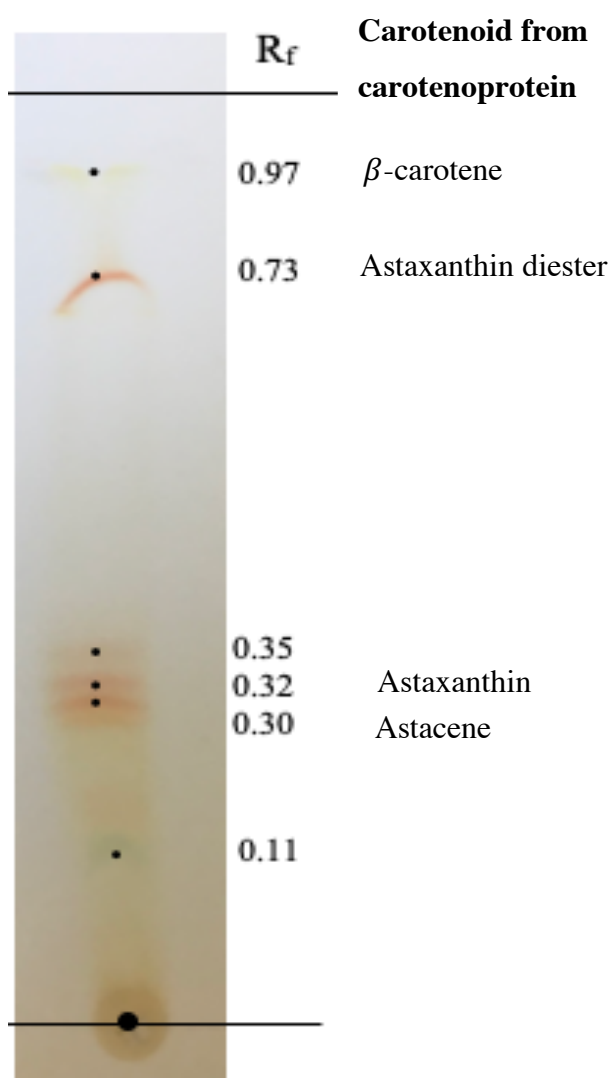 R_f
Carotenoid from
carotenoprotein
0.97 β-carotene
0.73 Astaxanthin diester
0.35
0.32 Astaxanthin
0.30 Astacene
0.11